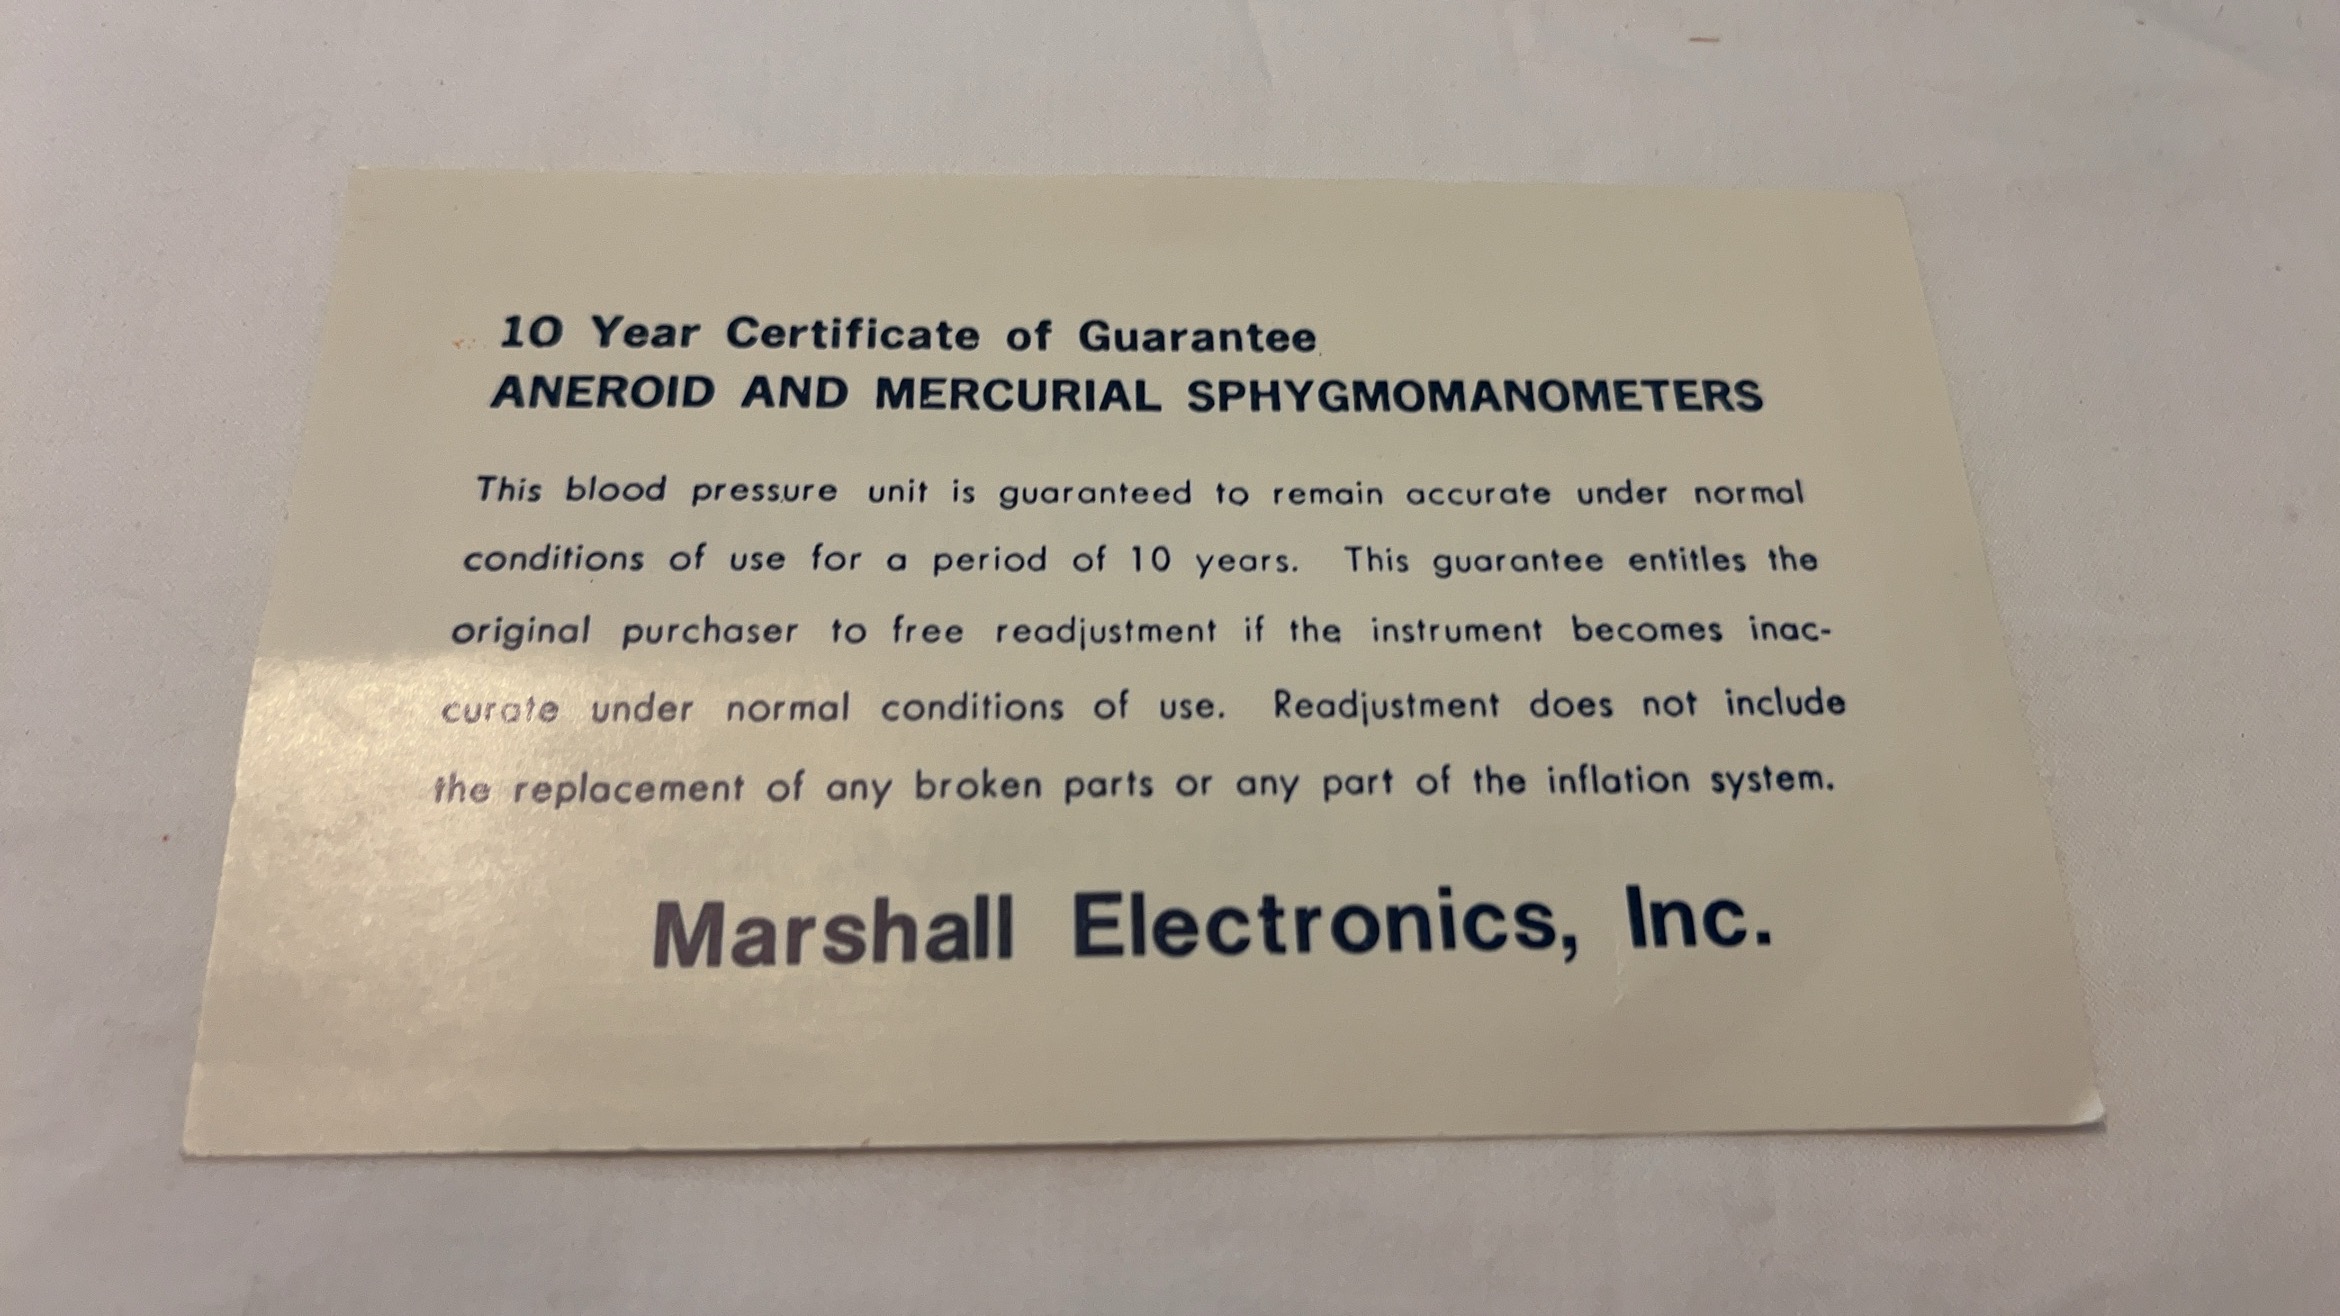 10 Year Certificate of Guarantee
ANEROID AND MERCURIAL SPHYGMOMANOMETERS
This blood pressure unit is guaranteed to remain accurate under normal
conditions of use for a period of 10 years. This guarantee entitles the
original purchaser to free readjustment if the instrument becomes inac-
curate under normal conditions of use. Readjustment does not include
the replacement of any broken parts or any part of the inflation system.
Marshall Electronics, Inc.